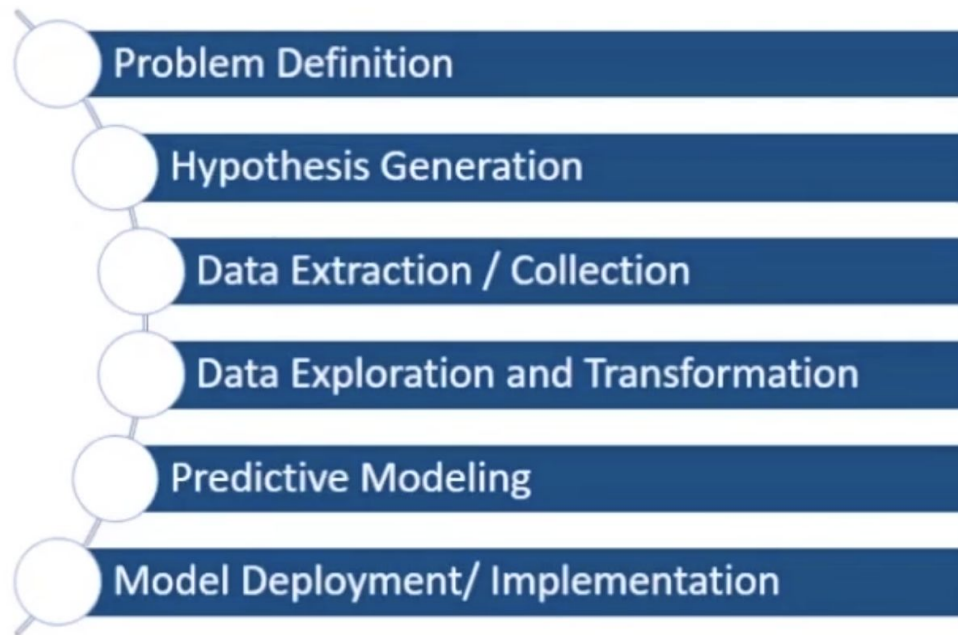 Problem Definition
Hypothesis Generation
Data Extraction / Collection
Data Exploration and Transformation
Predictive Modeling
Model Deployment/ Implementation